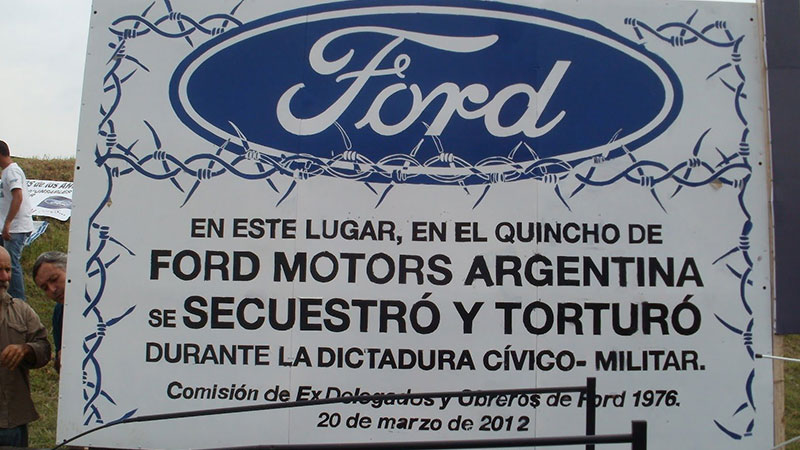 Ford
EN ESTE LUGAR, EN EL QUINCHO DE
FORD MOTORS ARGENTINA
SE SECUESTRÓ Y TORTURÓ
DURANTE LA DICTADURA CÍVICO- MILITAR.
Comisión de Ex Delegados y Obreros de Ford 1976.
20 de marzo de 2012